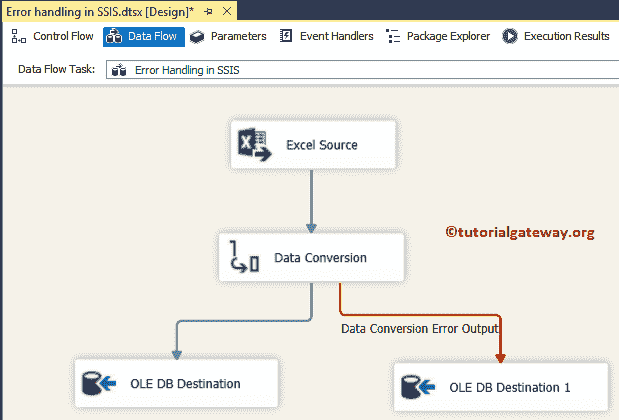 Error handling in SSIS.dtsx [Design]*
Control Flow
Data Flow
Parameters
Event Handlers
Package Explorer
Execution Results
Data Flow Task:
Error Handling in SSIS
Excel Source
©tutorialgateway.org
Data Conversion
Data Conversion Error Output
OLE DB Destination
OLE DB Destination 1